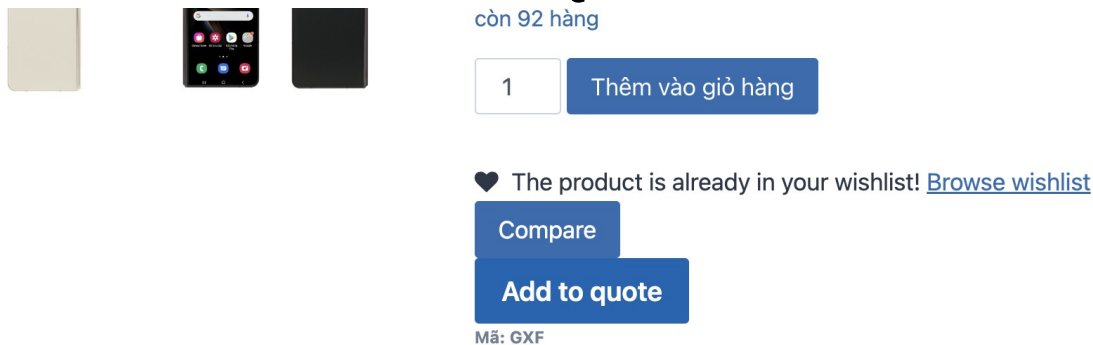 còn 92 hàng
1
Thêm vào giỏ hàng
The product is already in your wishlist! Browse wishlist
Compare
Add to quote
Mã: GXF